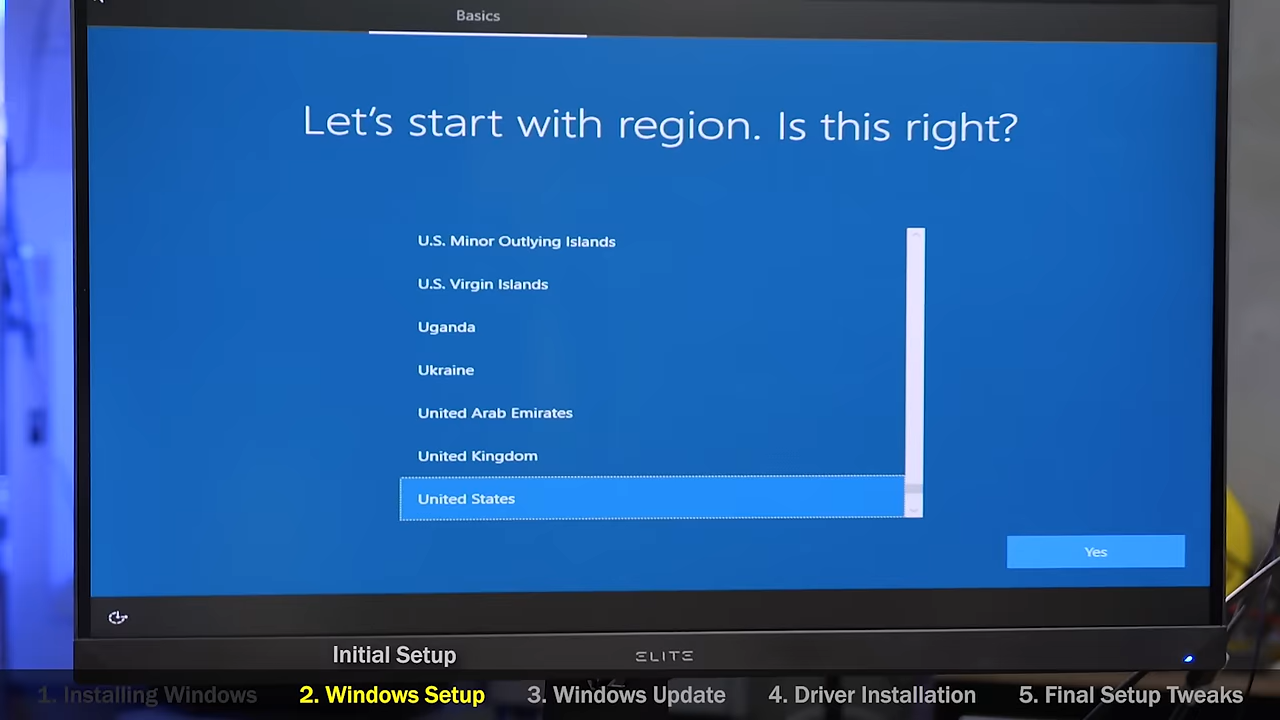 Basics
Let's start with region. Is this right?
U.S. Minor Outlying Islands
U.S. Virgin Islands
Uganda
Ukraine
United Arab Emirates
United Kingdom
United States
Yes
Initial Setup
ELITE
1. Installing Windows
2. Windows Setup
3. Windows Update
4. Driver Installation
5. Final Setup Tweaks